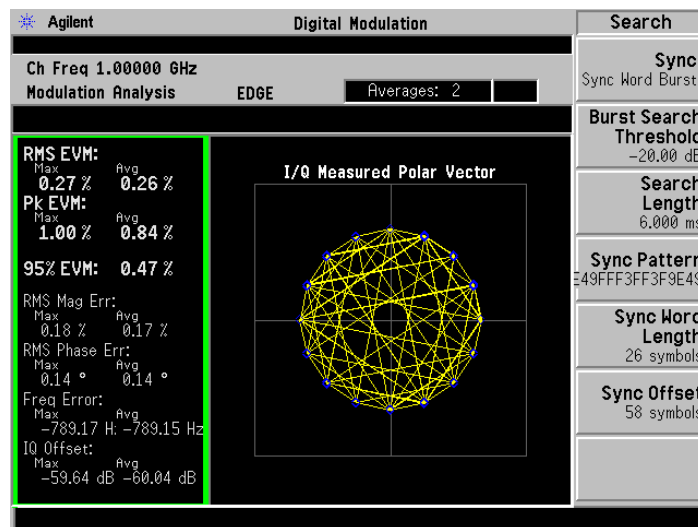 Agilent
Digital Modulation
Search
Ch Freq 1.00000 GHz
Modulation Analysis
EDGE
Averages: 2
RMS EVM:
Max Avg
0.27 % 0.26 %
Pk EVM:
Max Avg
1.00 % 0.84 %
95% EVM: 0.47 %
RMS Mag Err:
Max Avg
0.18 % 0.17 %
RMS Phase Err:
Max Avg
0.14 ° 0.14 °
Freq Error:
Max Avg
-789.17 H: -789.15 Hz
IQ Offset:
Max Avg
-59.64 dB -60.04 dB
I/Q Measured Polar Vector
Sync
Sync Word Burst
Burst Search
Threshold
-20.00 dB
Search
Length
6.000 ms
Sync Pattern
E49FFF3FF3F9E49
Sync Word
Length
26 symbols
Sync Offset
58 symbols